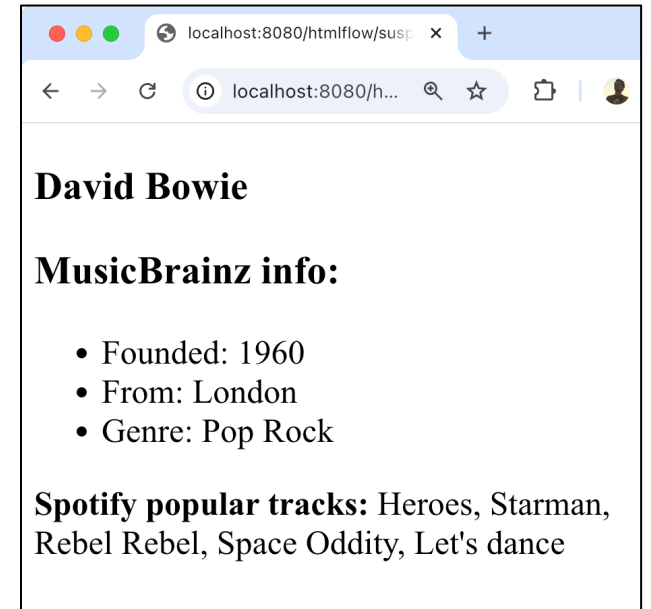 localhost:8080/htmlflow/susp
localhost:8080/h...
David Bowie
MusicBrainz info:
• Founded: 1960
• From: London
• Genre: Pop Rock
Spotify popular tracks: Heroes, Starman,
Rebel Rebel, Space Oddity, Let's dance